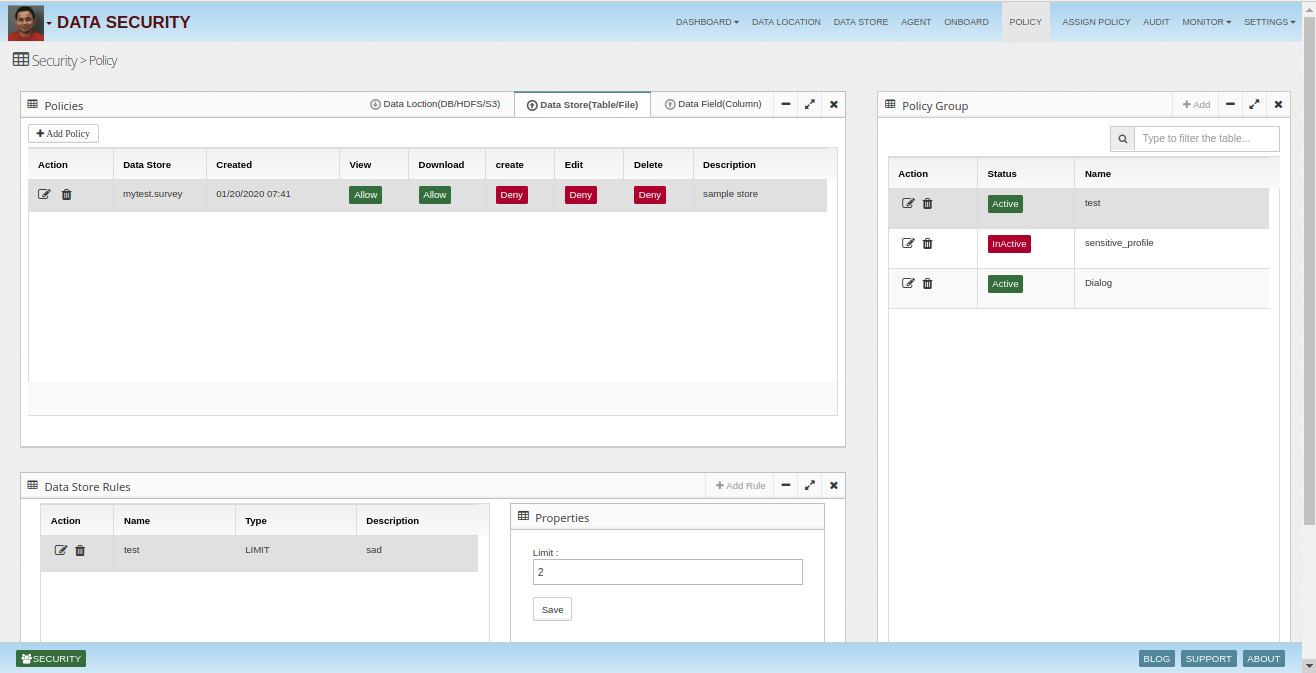 DATA SECURITY
DASHBOARD DATA LOCATION DATA STORE AGENT ONBOARD POLICY ASSIGN POLICY AUDIT MONITOR SETTINGS
Security > Policy
Policies Data Loction(DB/HDFS/S3) Data Store(Table/File) Data Field(Column)
Add Policy
Action Data Store Created View Download create Edit Delete Description
mytest.survey 01/20/2020 07:41 Allow Allow Deny Deny Deny sample store
Policy Group Add
Type to filter the table...
Action Status Name
Active test
InActive sensitive_profile
Active Dialog
Data Store Rules Add Rule
Action Name Type Description
test LIMIT sad
Properties
Limit :
2
Save
SECURITY BLOG SUPPORT ABOUT